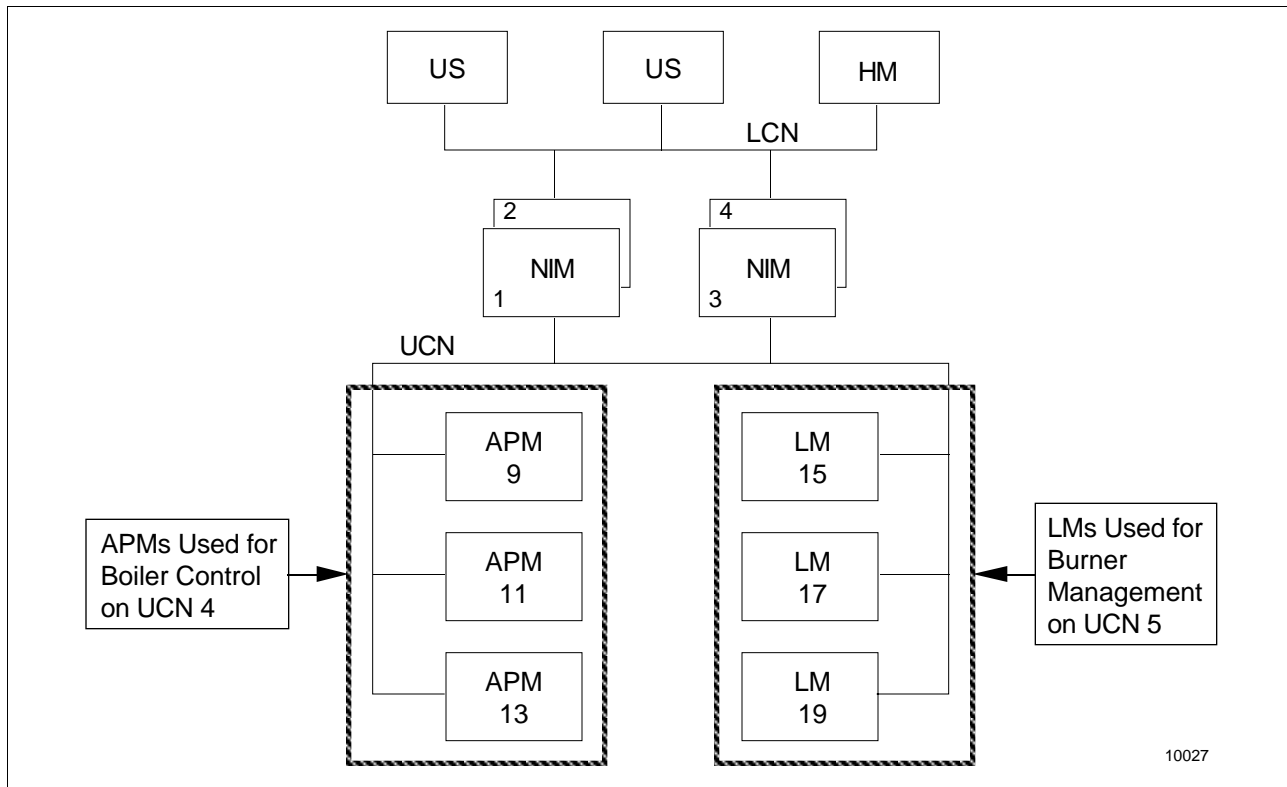 US
US
HM
LCN
2
NIM
1
4
NIM
3
UCN
APM
9
APM
11
APM
13
LM
15
LM
17
LM
19
APMs Used for
Boiler Control
on UCN 4
LMs Used for
Burner
Management
on UCN 5
10027